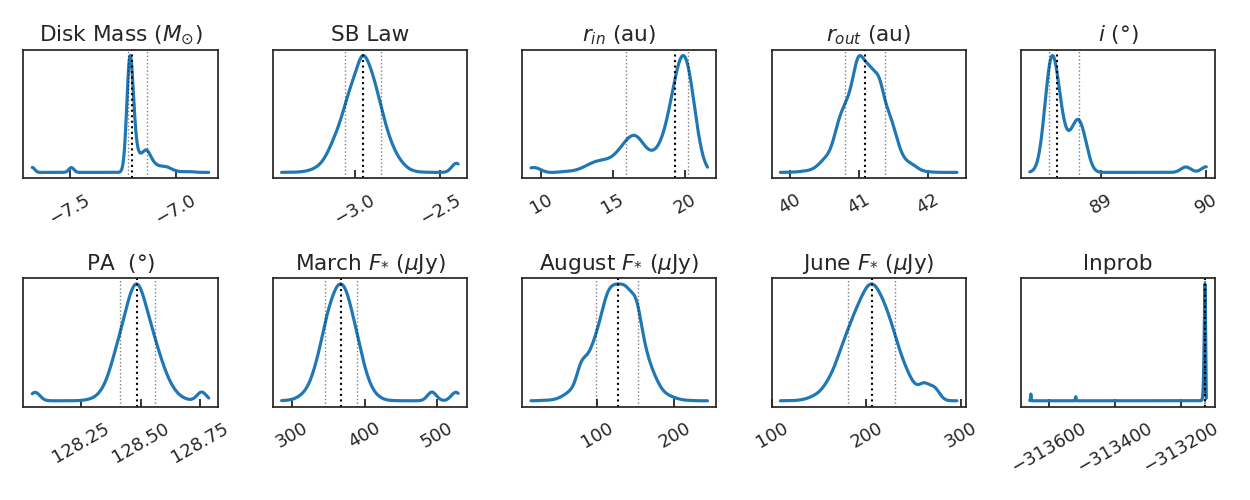 Disk Mass (M⊙) SB Law r_in (au) r_out (au) i (°)
−7.5 −7.0 −3.0 −2.5 10 15 20 40 41 42 89 90
PA (°) March F* (μJy) August F* (μJy) June F* (μJy) lnprob
128.25 128.50 128.75 300 400 500 100 200 100 200 300 −313600 −313400 −313200